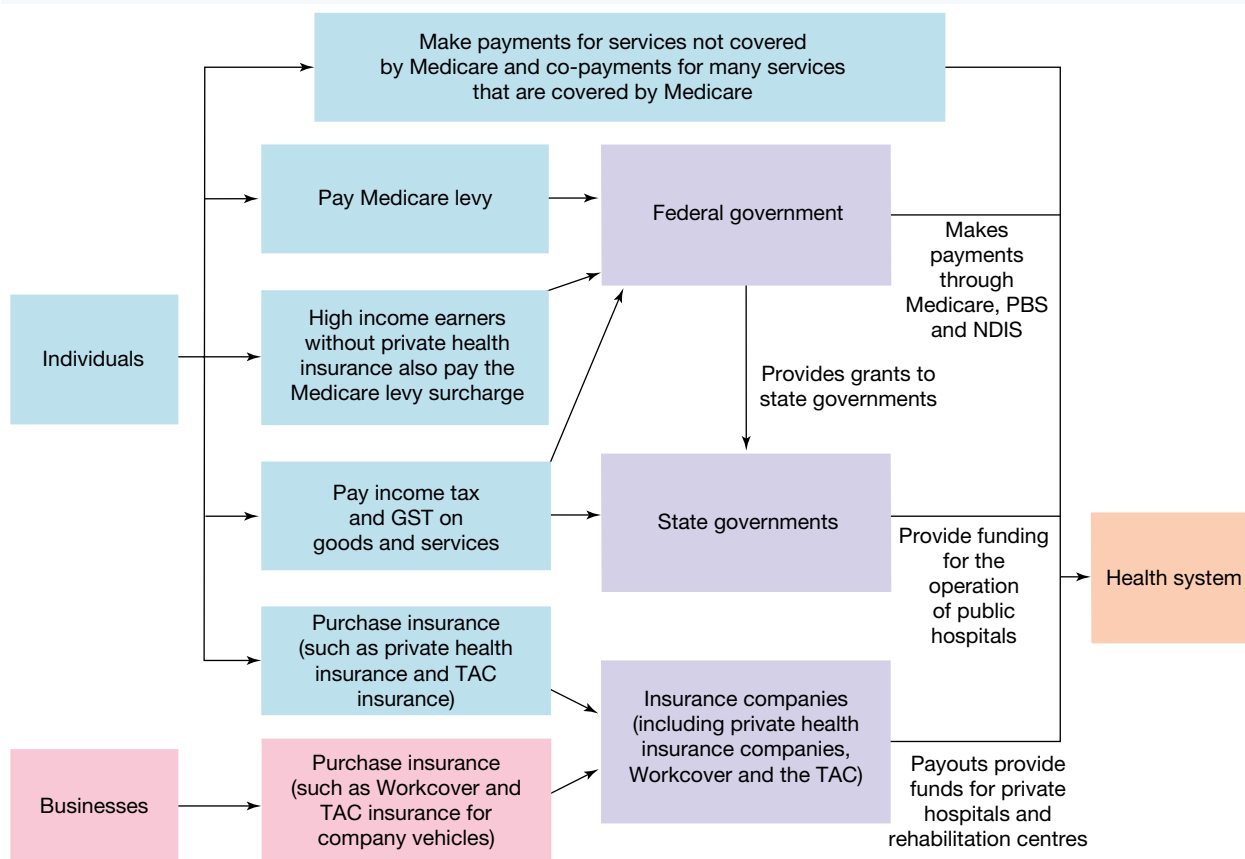 Make payments for services not covered
by Medicare and co-payments for many services
that are covered by Medicare
Pay Medicare levy
Federal government
Makes
payments
through
Medicare, PBS
and NDIS
Individuals
High income earners
without private health
insurance also pay the
Medicare levy surcharge
Provides grants to
state governments
Pay income tax
and GST on
goods and services
State governments
Provide funding
for the
operation
of public
hospitals
Health system
Purchase insurance
(such as private health
insurance and TAC
insurance)
Insurance companies
(including private health
insurance companies,
Workcover and the TAC)
Businesses
Purchase insurance
(such as Workcover and
TAC insurance for
company vehicles)
Payouts provide
funds for private
hospitals and
rehabilitation centres